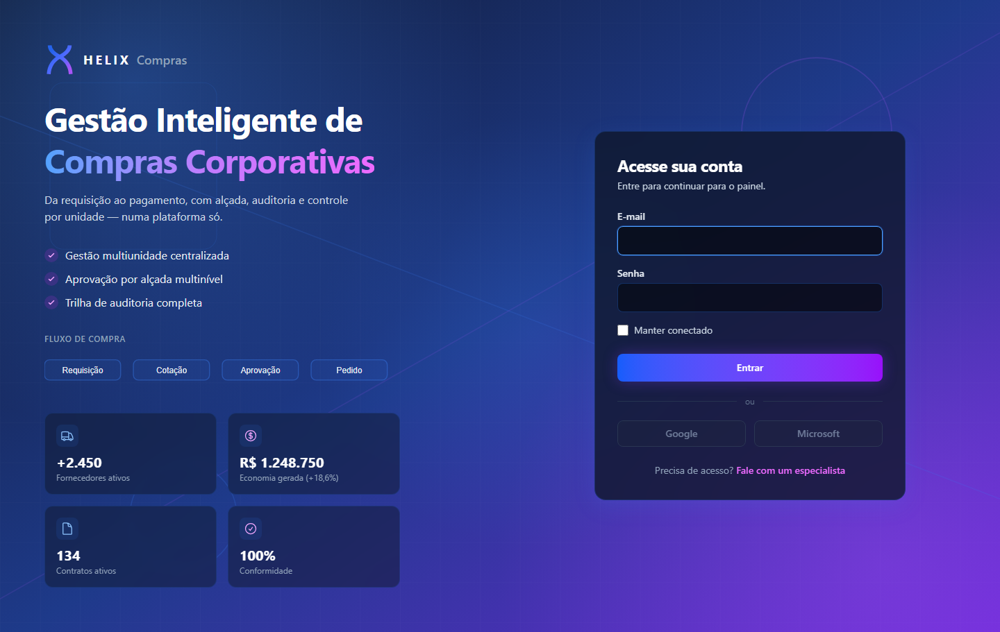 HELIX Compras
Gestão Inteligente de
Compras Corporativas
Da requisição ao pagamento, com alçada, auditoria e controle
por unidade — numa plataforma só.
Gestão multiunidade centralizada
Aprovação por alçada multinível
Trilha de auditoria completa
FLUXO DE COMPRA
Requisição
Cotação
Aprovação
Pedido
+2.450
Fornecedores ativos
R$ 1.248.750
Economia gerada (+18,6%)
134
Contratos ativos
100%
Conformidade
Acesse sua conta
Entre para continuar para o painel.
E-mail
Senha
Manter conectado
Entrar
ou
Google
Microsoft
Precisa de acesso? Fale com um especialista